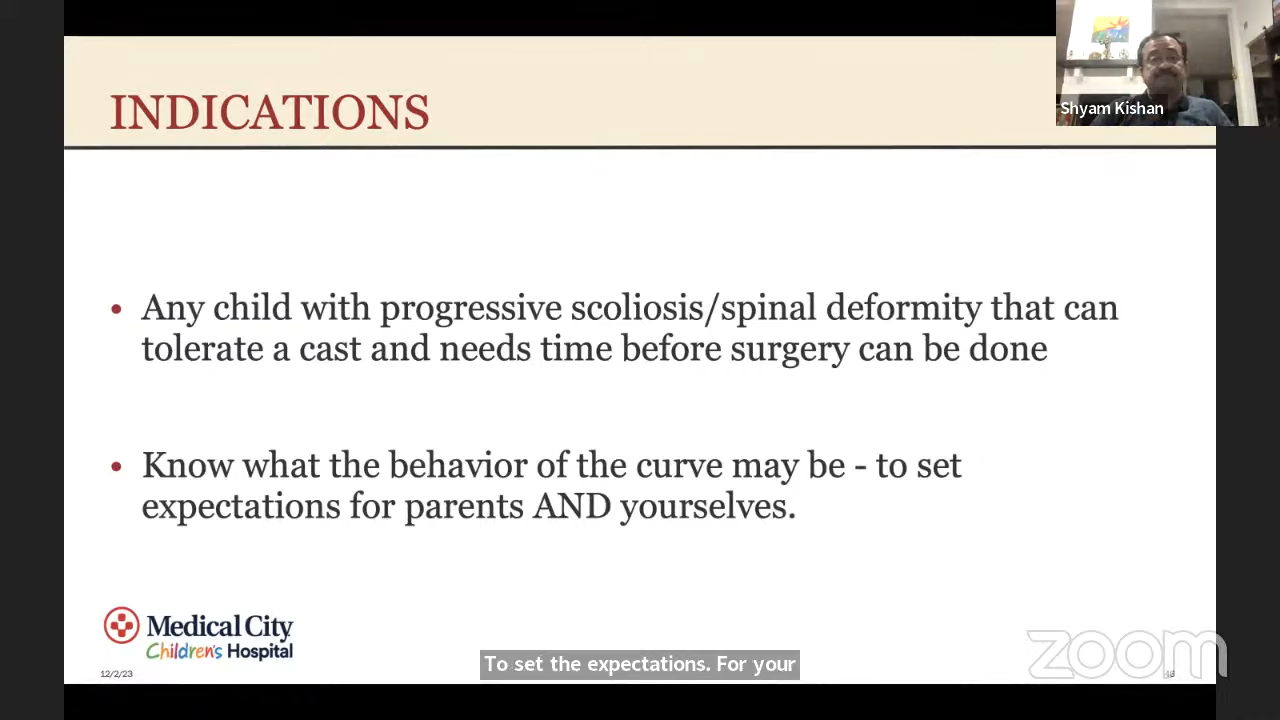 INDICATIONS
Shyam Kishan
• Any child with progressive scoliosis/spinal deformity that can
tolerate a cast and needs time before surgery can be done
• Know what the behavior of the curve may be - to set
expectations for parents AND yourselves.
Medical City
Children's Hospital
To set the expectations. For your
zoom
12/2/23